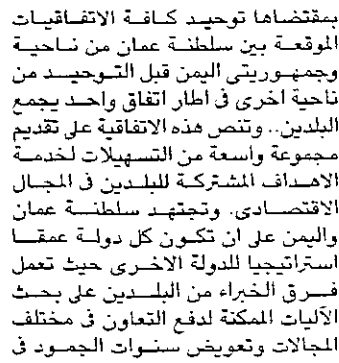 بمقتضاها توحيد كافة الاتفاقيات
الموقعة بين سلطنة عمان من ناحية
وجمهوريتى اليمن قبل التوحيد من
ناحية اخرى فى اطار اتفاق واحد يجمع
البلدين.. وتنص هذه الاتفاقية على تقديم
مجموعة واسعة من التسهيلات لخدمة
الاهداف المشتركة للبلدين فى المجال
الاقتصادى. وتجتهد سلطنة عمان
واليمن على ان تكون كل دولة عمقا
استراتيجيا للدولة الاخرى حيث تعمل
فرق الخبراء من البلدين على بحث
الآليات الممكنة لدفع التعاون فى مختلف
المجالات وتعويض سنوات الجمود فى